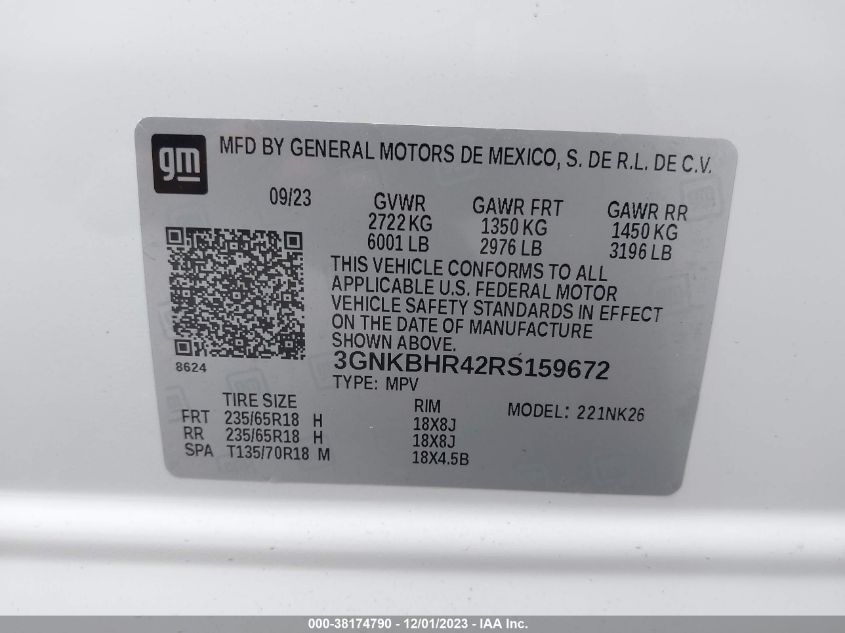 gm
MFD BY GENERAL MOTORS DE MEXICO, S. DE R.L. DE C.V.
09/23 GVWR GAWR FRT GAWR RR
2722 KG 1350 KG 1450 KG
6001 LB 2976 LB 3196 LB
THIS VEHICLE CONFORMS TO ALL
APPLICABLE U.S. FEDERAL MOTOR
VEHICLE SAFETY STANDARDS IN EFFECT
ON THE DATE OF MANUFACTURE
SHOWN ABOVE.
8624 3GNKBHR42RS159672
TYPE: MPV
TIRE SIZE RIM MODEL: 221NK26
FRT 235/65R18 H 18X8J
RR 235/65R18 H 18X8J
SPA T135/70R18 M 18X4.5B
000-38174790 - 12/01/2023 - IAA Inc.